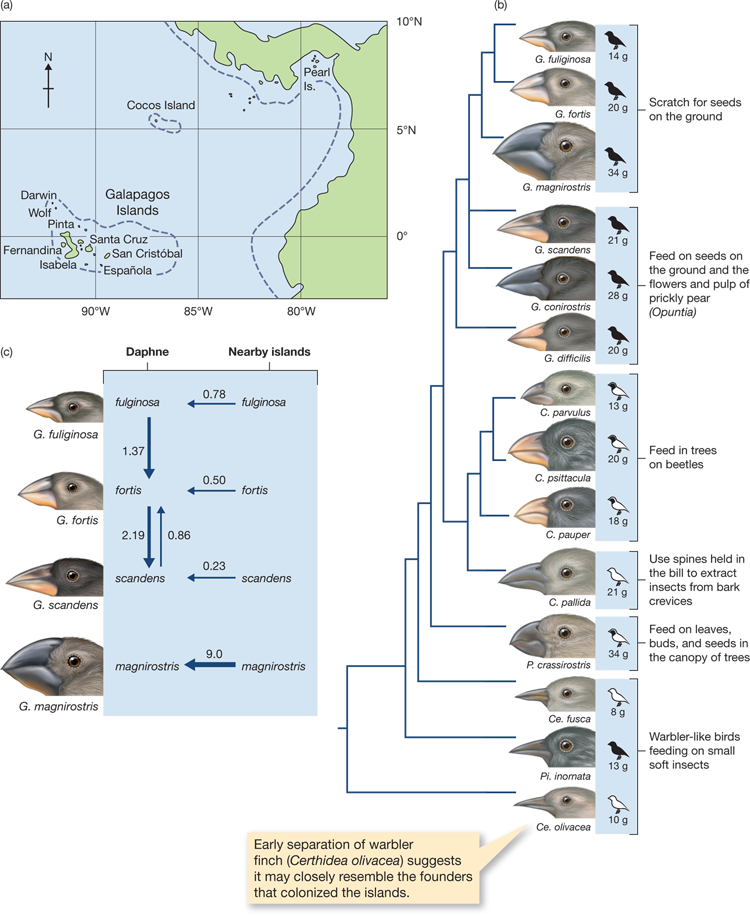 (a)
10°N
N
Pearl
Is.
Cocos Island
5°N
Darwin
Wolf
Galapagos
Islands
Pinta
Santa Cruz
0°
Fernandina
San Cristóbal
Isabela
Española
90°W
85°W
80°W
(b)
G. fuliginosa
14 g
G. fortis
20 g
G. magnirostris
34 g
Scratch for seeds
on the ground
G. scandens
21 g
G. conirostris
28 g
G. difficilis
20 g
Feed on seeds on
the ground and the
flowers and pulp of
prickly pear
(Opuntia)
C. parvulus
13 g
C. psittacula
20 g
C. pauper
18 g
Feed in trees
on beetles
C. pallida
21 g
Use spines held in
the bill to extract
insects from bark
crevices
P. crassirostris
34 g
Feed on leaves,
buds, and seeds in
the canopy of trees
Ce. fusca
8 g
Pi. inornata
13 g
Ce. olivacea
10 g
Warbler-like birds
feeding on small
soft insects
Early separation of warbler
finch (Certhidea olivacea) suggests
it may closely resemble the founders
that colonized the islands.
(c)
Daphne
Nearby islands
G. fuliginosa
fulginosa
0.78
fulginosa
1.37
G. fortis
fortis
0.50
fortis
2.19
0.86
G. scandens
scandens
0.23
scandens
G. magnirostris
magnirostris
9.0
magnirostris